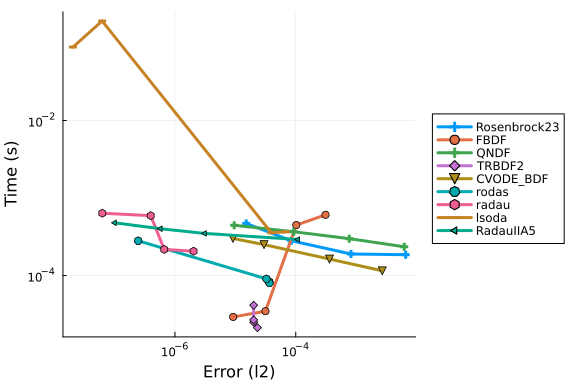 Time (s)
10⁻²
10⁻⁴
10⁻⁶
10⁻⁴
Error (l2)
Rosenbrock23
FBDF
QNDF
TRBDF2
CVODE_BDF
rodas
radau
lsoda
RadauIIA5